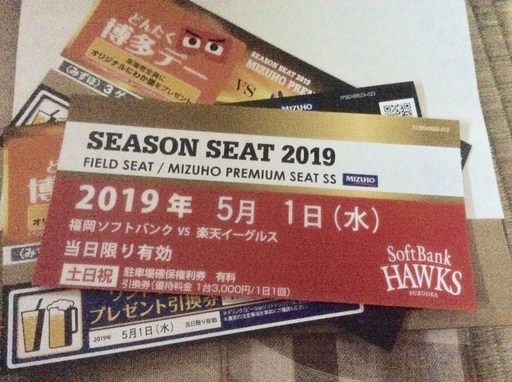 どんたく
博多デー
オリジナルにわか面をプレゼント
(みずほ)3ゲ
SEASON SEAT 2019
VS
MIZUHO
SEASON SEAT 2019
FIELD SEAT / MIZUHO PREMIUM SEAT SS MIZUHO
2019年 5月 1日(水)
福岡ソフトバンク VS 楽天イーグルス
当日限り有効
土日祝 駐車場確保権利券 有料
引換券(優待料金 1台3,000円/1日1回)
SoftBank
HAWKS
FUKUOKA
プレゼント引換券
2019年 5月1日(水) 当日限り有効